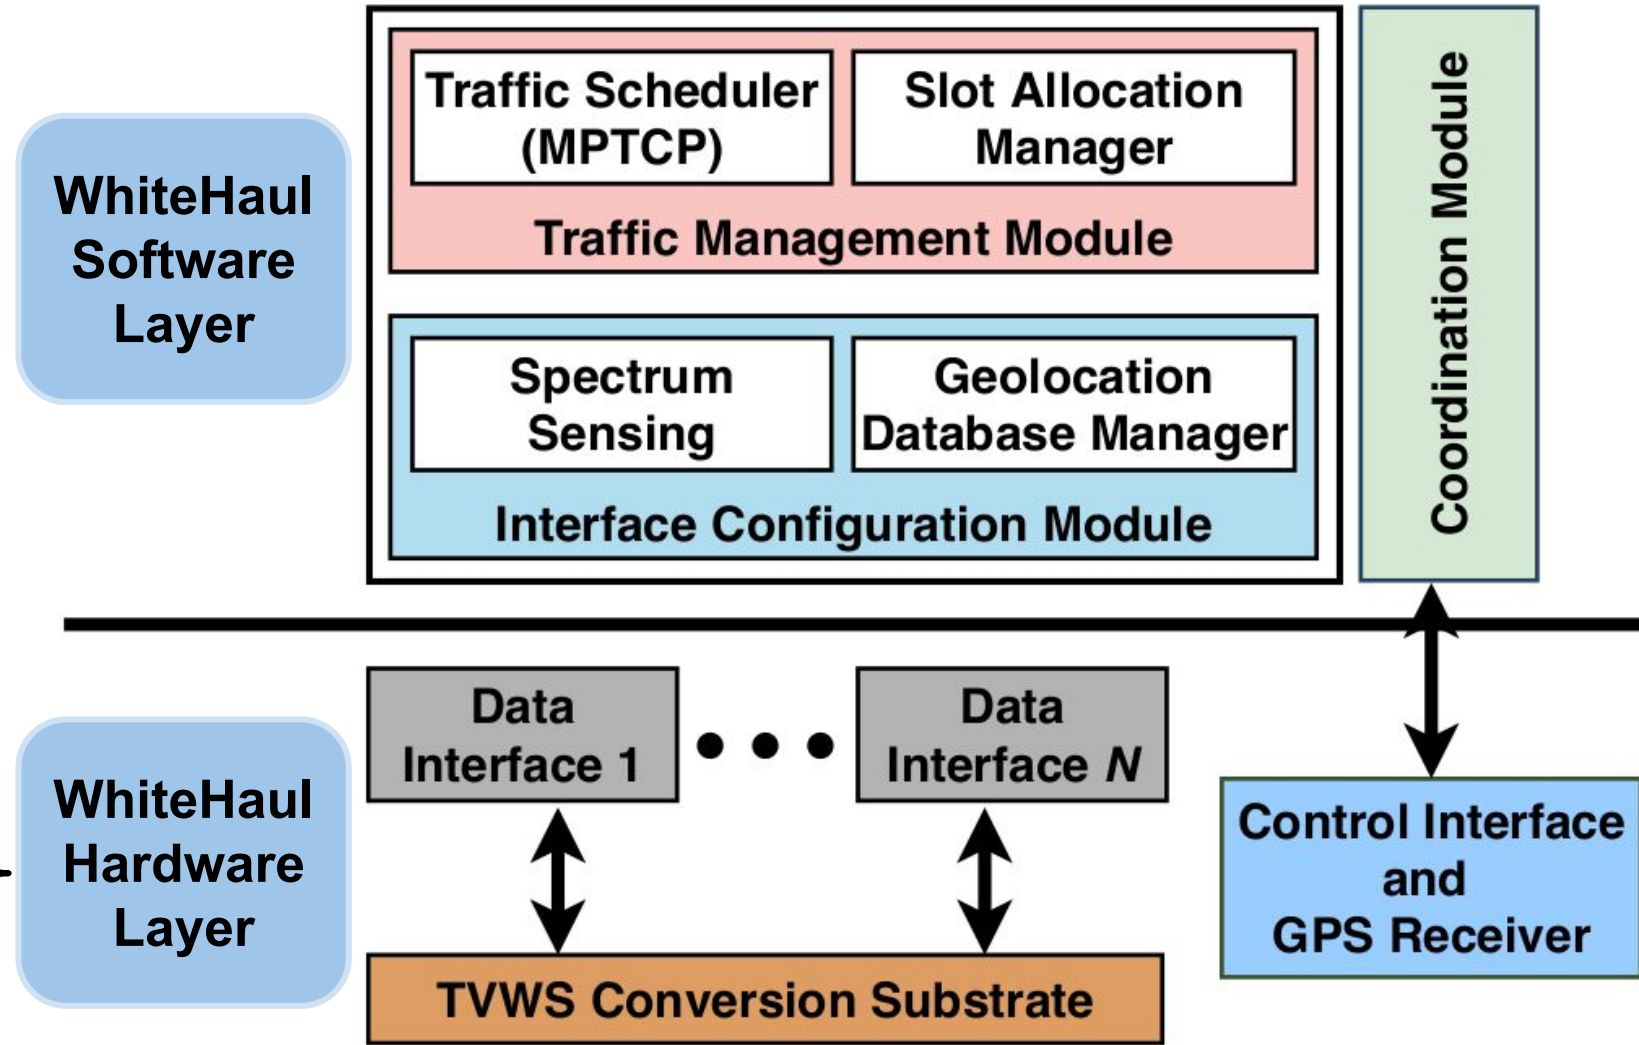 WhiteHaul
Software
Layer
Traffic Scheduler
(MPTCP)
Slot Allocation
Manager
Traffic Management Module
Spectrum
Sensing
Geolocation
Database Manager
Interface Configuration Module
Coordination Module
WhiteHaul
Hardware
Layer
Data
Interface 1
Data
Interface N
Control Interface
and
GPS Receiver
TVWS Conversion Substrate